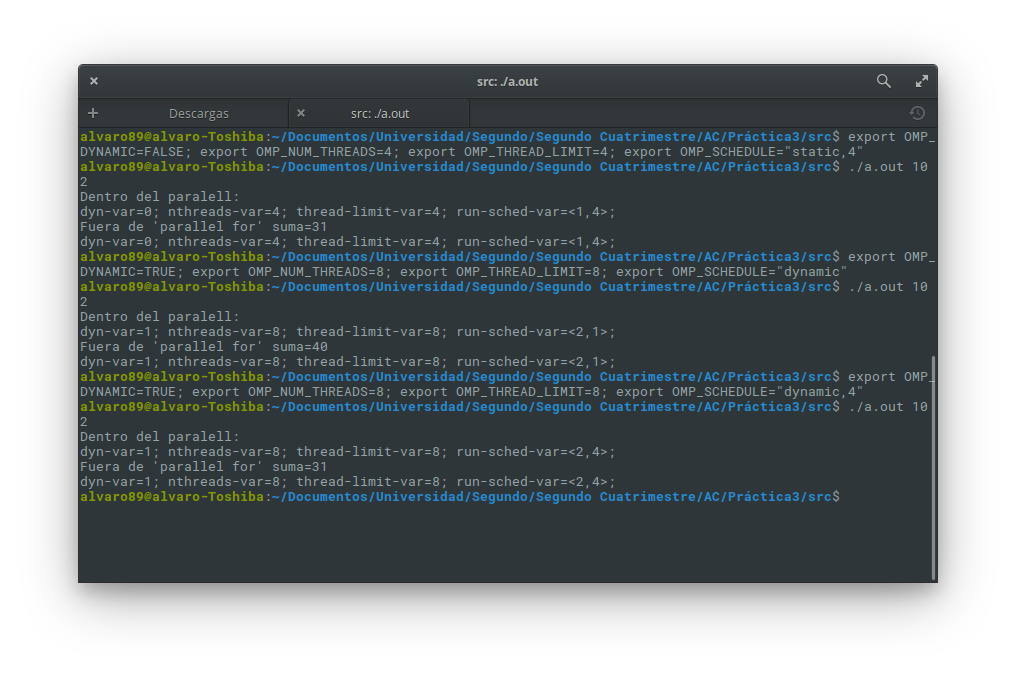 src: ./a.out
Descargas
src: ./a.out
alvaro89@alvaro-Toshiba:~/Documentos/Universidad/Segundo/Segundo Cuatrimestre/AC/Práctica3/src$ export OMP_
DYNAMIC=FALSE; export OMP_NUM_THREADS=4; export OMP_THREAD_LIMIT=4; export OMP_SCHEDULE="static,4"
alvaro89@alvaro-Toshiba:~/Documentos/Universidad/Segundo/Segundo Cuatrimestre/AC/Práctica3/src$ ./a.out 10
2
Dentro del paralell:
dyn-var=0; nthreads-var=4; thread-limit-var=4; run-sched-var=<1,4>;
Fuera de 'parallel for' suma=31
dyn-var=0; nthreads-var=4; thread-limit-var=4; run-sched-var=<1,4>;
alvaro89@alvaro-Toshiba:~/Documentos/Universidad/Segundo/Segundo Cuatrimestre/AC/Práctica3/src$ export OMP_
DYNAMIC=TRUE; export OMP_NUM_THREADS=8; export OMP_THREAD_LIMIT=8; export OMP_SCHEDULE="dynamic"
alvaro89@alvaro-Toshiba:~/Documentos/Universidad/Segundo/Segundo Cuatrimestre/AC/Práctica3/src$ ./a.out 10
2
Dentro del paralell:
dyn-var=1; nthreads-var=8; thread-limit-var=8; run-sched-var=<2,1>;
Fuera de 'parallel for' suma=40
dyn-var=1; nthreads-var=8; thread-limit-var=8; run-sched-var=<2,1>;
alvaro89@alvaro-Toshiba:~/Documentos/Universidad/Segundo/Segundo Cuatrimestre/AC/Práctica3/src$ export OMP_
DYNAMIC=TRUE; export OMP_NUM_THREADS=8; export OMP_THREAD_LIMIT=8; export OMP_SCHEDULE="dynamic,4"
alvaro89@alvaro-Toshiba:~/Documentos/Universidad/Segundo/Segundo Cuatrimestre/AC/Práctica3/src$ ./a.out 10
2
Dentro del paralell:
dyn-var=1; nthreads-var=8; thread-limit-var=8; run-sched-var=<2,4>;
Fuera de 'parallel for' suma=31
dyn-var=1; nthreads-var=8; thread-limit-var=8; run-sched-var=<2,4>;
alvaro89@alvaro-Toshiba:~/Documentos/Universidad/Segundo/Segundo Cuatrimestre/AC/Práctica3/src$